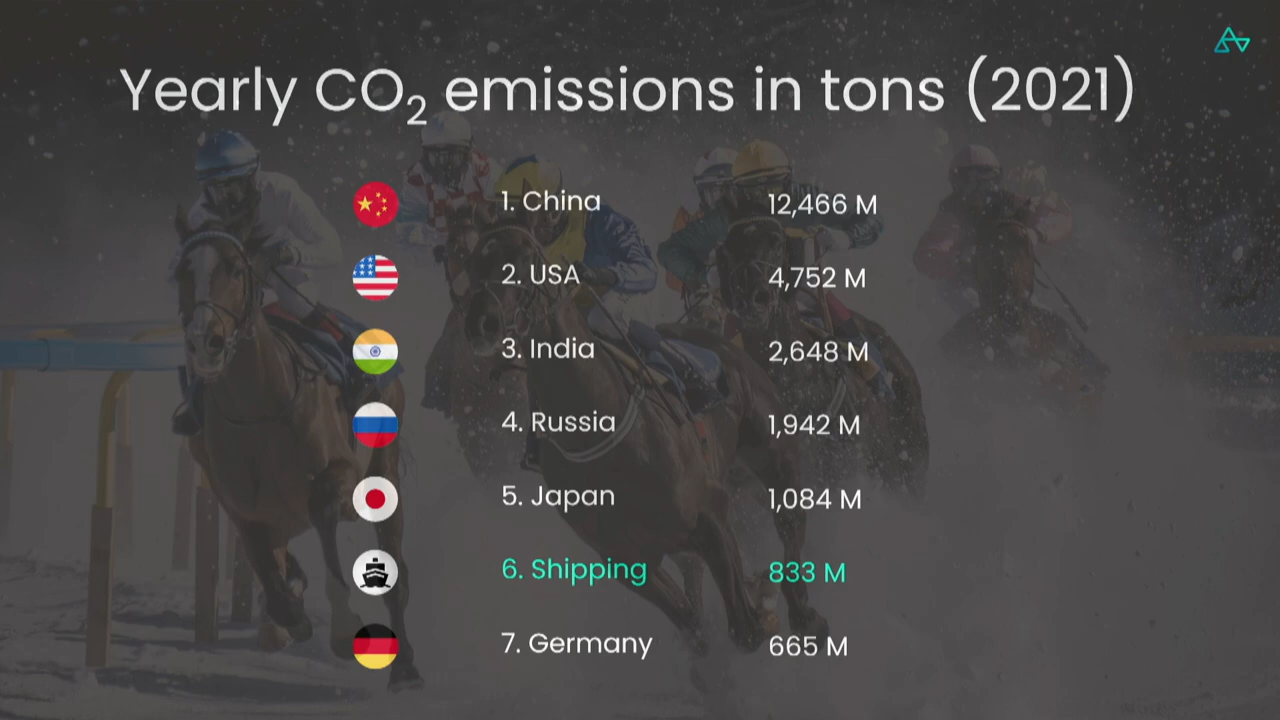 Yearly CO₂ emissions in tons (2021)
1. China 12,466 M
2. USA 4,752 M
3. India 2,648 M
4. Russia 1,942 M
5. Japan 1,084 M
6. Shipping 833 M
7. Germany 665 M